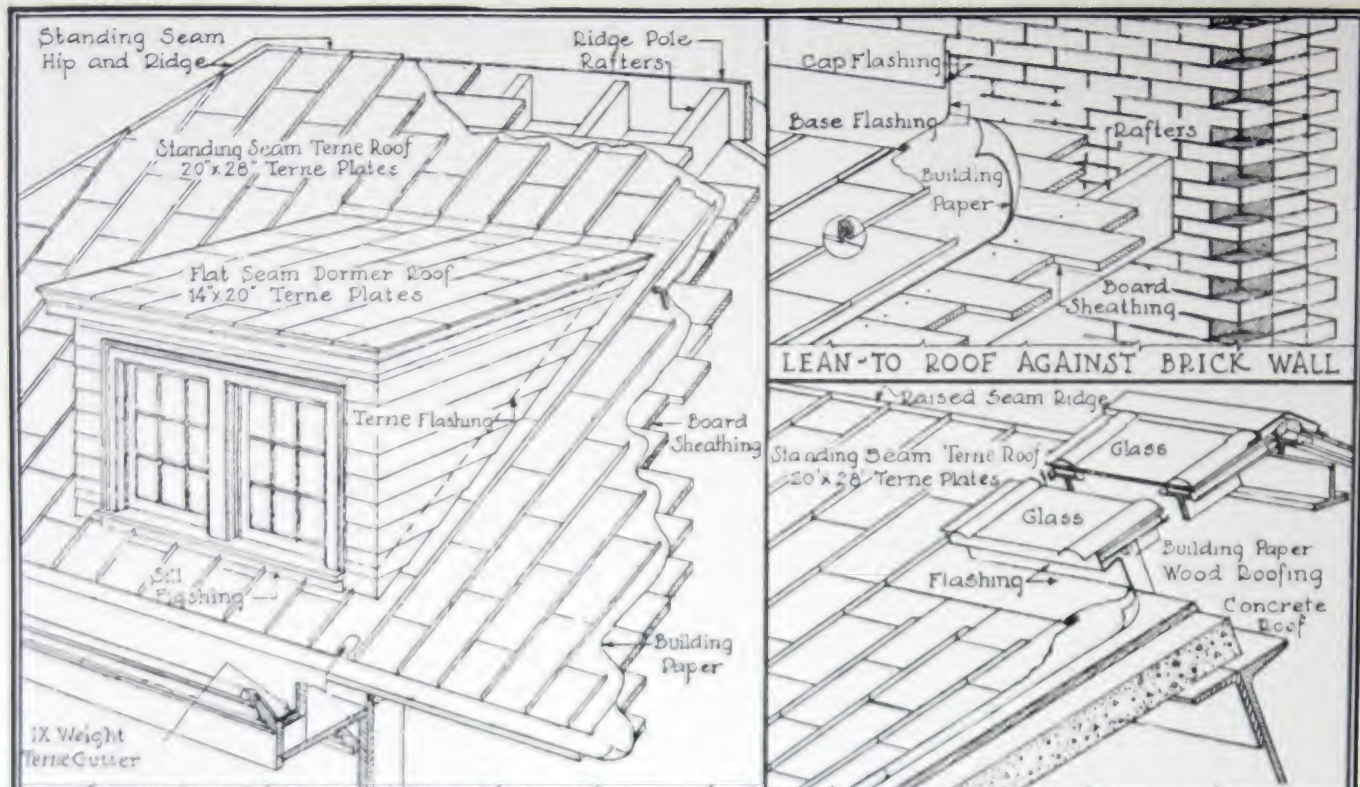 Standing Seam
Hip and Ridge
Ridge Pole
Rafters
Standing Seam Terne Roof
20"x28" Terne Plates
Flat Seam Dormer Roof
14"x20" Terne Plates
Terne Flashing
Board
Sheathing
Sill
Flashing
Building
Paper
IX Weight
Terne Gutter
Cap Flashing
Base Flashing
Rafters
Building
Paper
Board
Sheathing
LEAN-TO ROOF AGAINST BRICK WALL
Raised Seam Ridge
Glass
Standing Seam Terne Roof
20"x28" Terne Plates
Glass
Building Paper
Wood Roofing
Flashing
Concrete
Roof